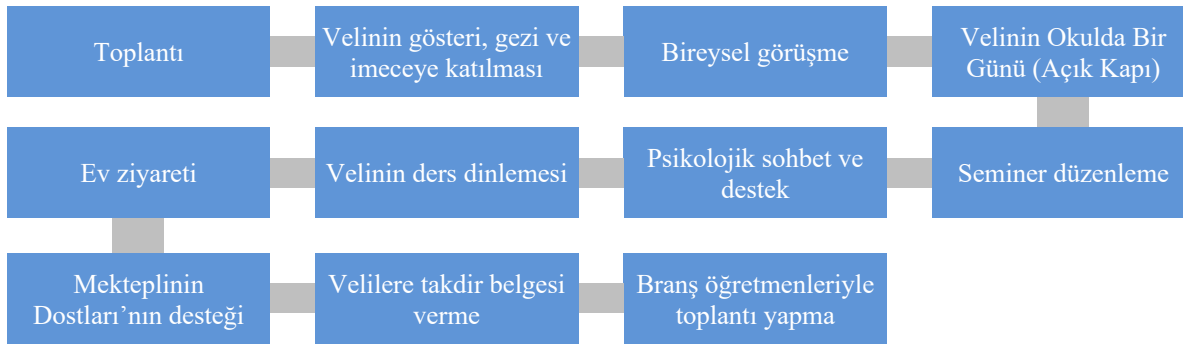 Toplantı
Velinin gösteri, gezi ve
imeceye katılması
Bireysel görüşme
Velinin Okulda Bir
Günü (Açık Kapı)
Ev ziyareti
Velinin ders dinlemesi
Psikolojik sohbet ve
destek
Seminer düzenleme
Mekteplinin
Dostları’nın desteği
Velilere takdir belgesi
verme
Branş öğretmenleriyle
toplantı yapma